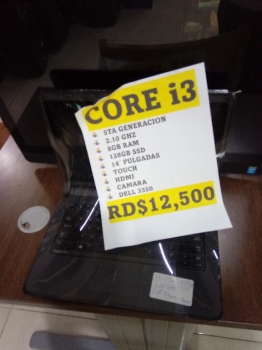 CORE i3
5TA GENERACION
2.10 GHZ
8GB RAM
128GB SSD
14' PULGADAS
TOUCH
HDMI
CAMARA
DELL 3350
RD$12,500